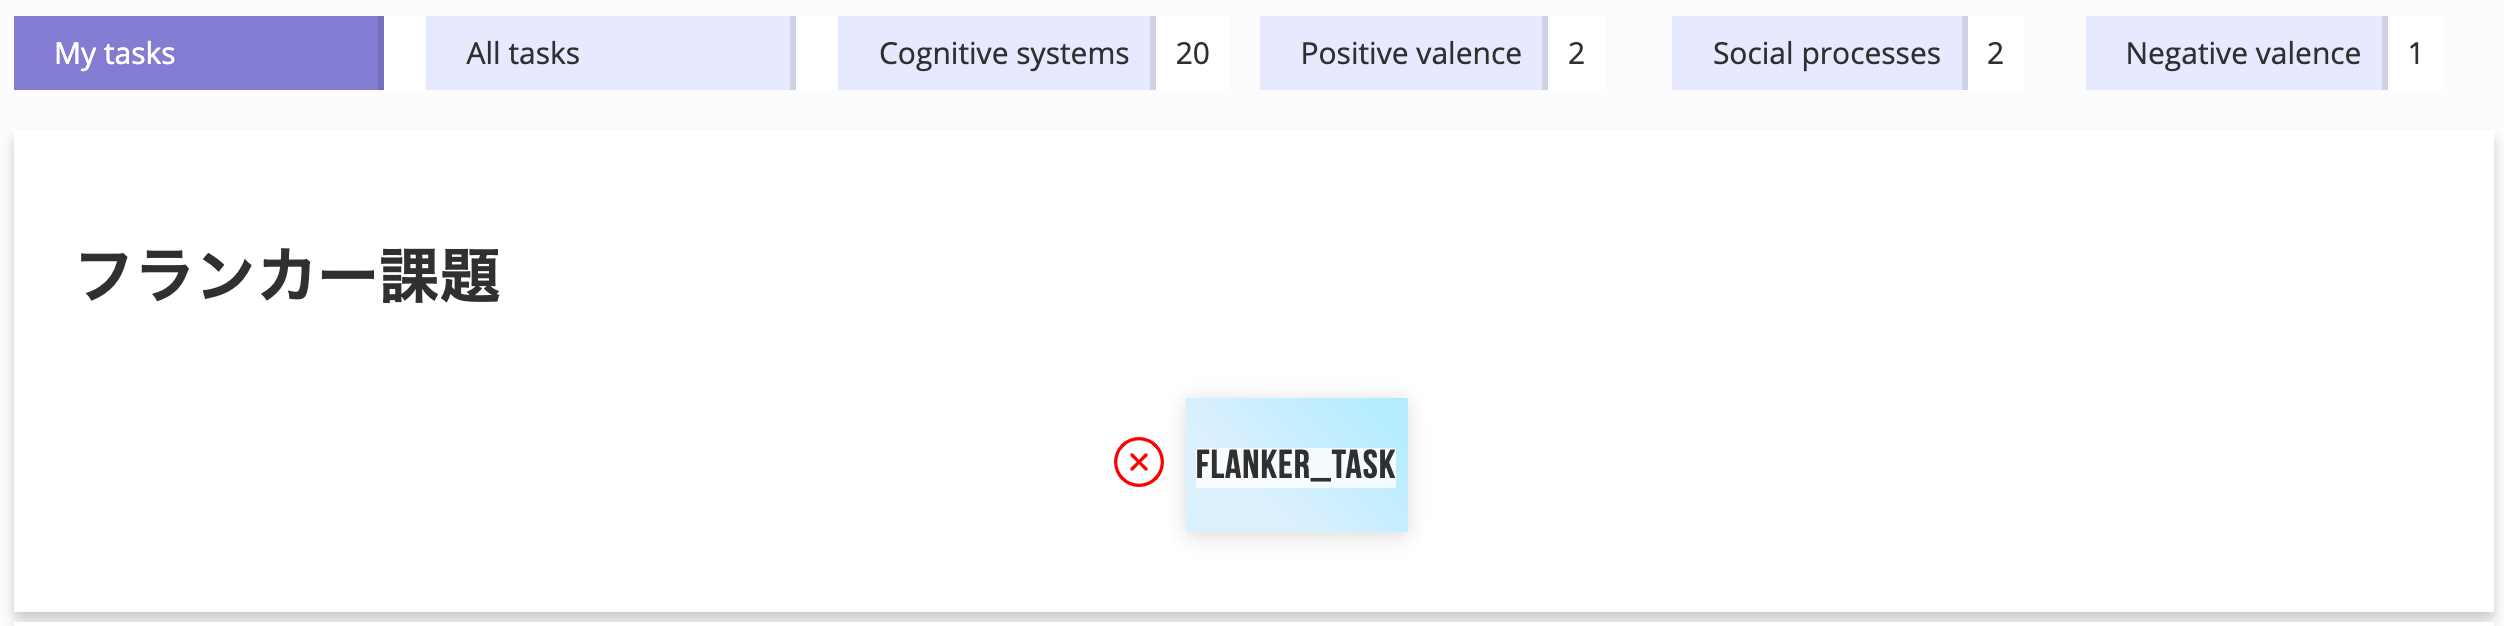 My tasks
All tasks
Cognitive systems 20
Positive valence 2
Social processes 2
Negative valence 1
フランカー課題
FLANKER_TASK